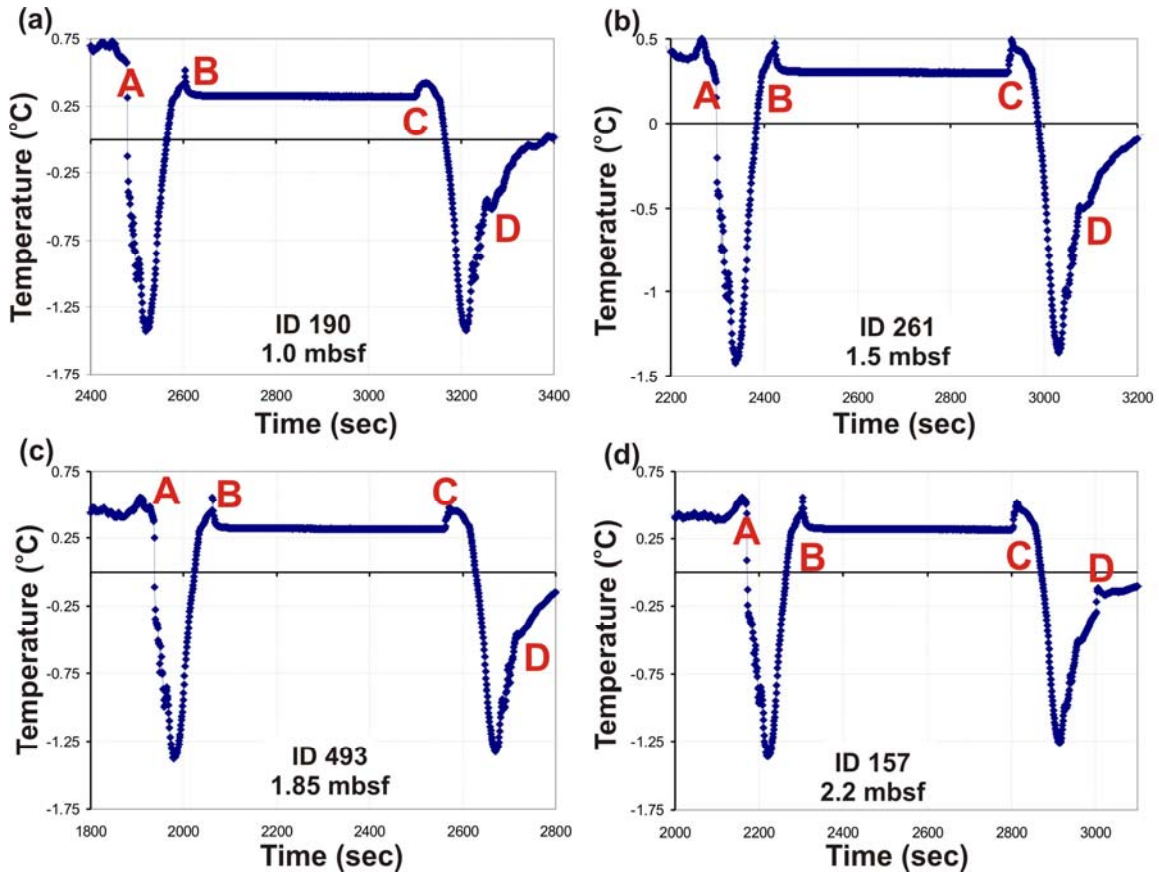 (a)
Temperature (°C)
0.75
0.25
-0.25
-0.75
-1.25
-1.75
A
B
C
D
ID 190
1.0 mbsf
2400 2600 2800 3000 3200 3400
Time (sec)
(b)
Temperature (°C)
0.5
0
-0.5
-1
-1.5
A
B
C
D
ID 261
1.5 mbsf
2200 2400 2600 2800 3000 3200
Time (sec)
(c)
Temperature (°C)
0.75
0.25
-0.25
-0.75
-1.25
-1.75
A
B
C
D
ID 493
1.85 mbsf
1800 2000 2200 2400 2600 2800
Time (sec)
(d)
Temperature (°C)
0.75
0.25
-0.25
-0.75
-1.25
-1.75
A
B
C
D
ID 157
2.2 mbsf
2000 2200 2400 2600 2800 3000
Time (sec)